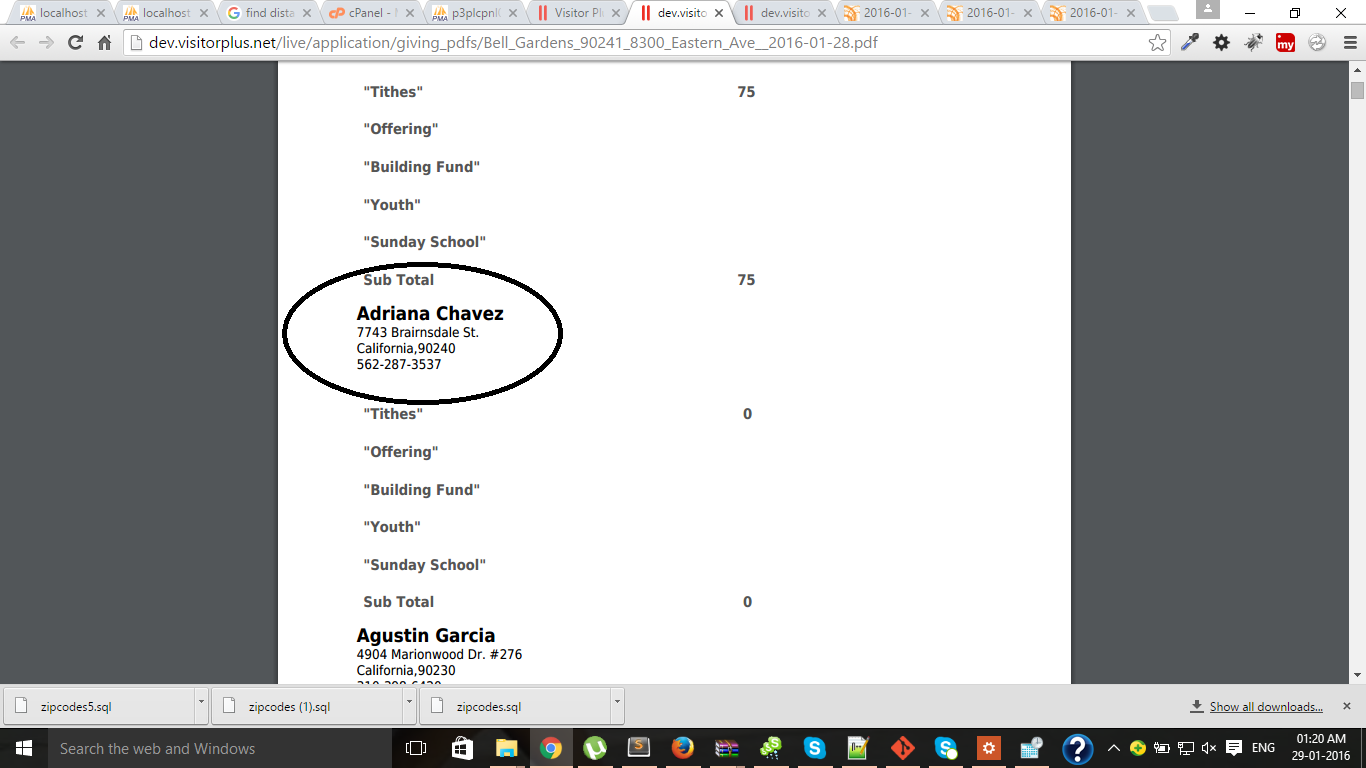 localhost
localhost
find dista
cPanel - M
p3plcpnl0
Visitor Pl
dev.visito
dev.visito
2016-01-
2016-01-
2016-01-
dev.visitorplus.net/live/application/giving_pdfs/Bell_Gardens_90241_8300_Eastern_Ave__2016-01-28.pdf
my
"Tithes" 75
"Offering"
"Building Fund"
"Youth"
"Sunday School"
Sub Total 75
Adriana Chavez
7743 Brairnsdale St.
California,90240
562-287-3537
"Tithes" 0
"Offering"
"Building Fund"
"Youth"
"Sunday School"
Sub Total 0
Agustin Garcia
4904 Marionwood Dr. #276
California,90230
zipcodes5.sql
zipcodes (1).sql
zipcodes.sql
Show all downloads...
Search the web and Windows
ENG
01:20 AM
29-01-2016